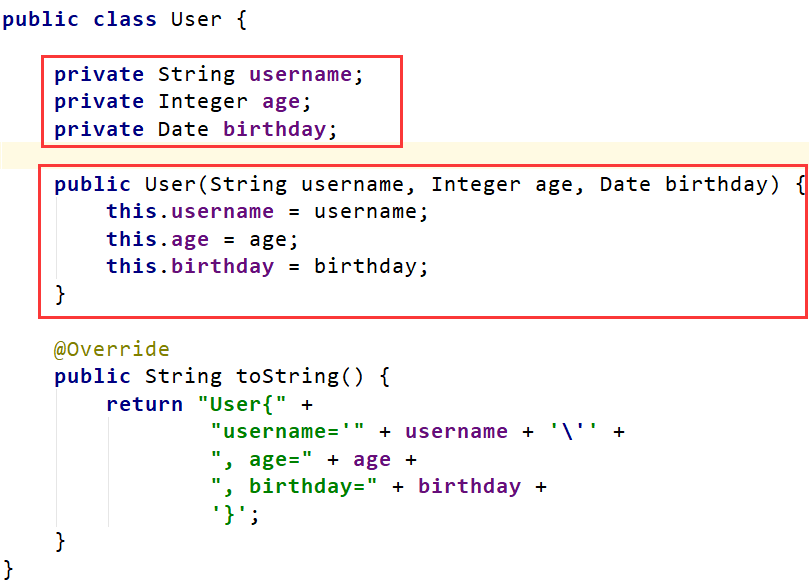 public class User {
private String username;
private Integer age;
private Date birthday;
public User(String username, Integer age, Date birthday) {
this.username = username;
this.age = age;
this.birthday = birthday;
}
@Override
public String toString() {
return "User{" +
"username='" + username + '\'' +
", age=" + age +
", birthday=" + birthday +
'}';
}
}